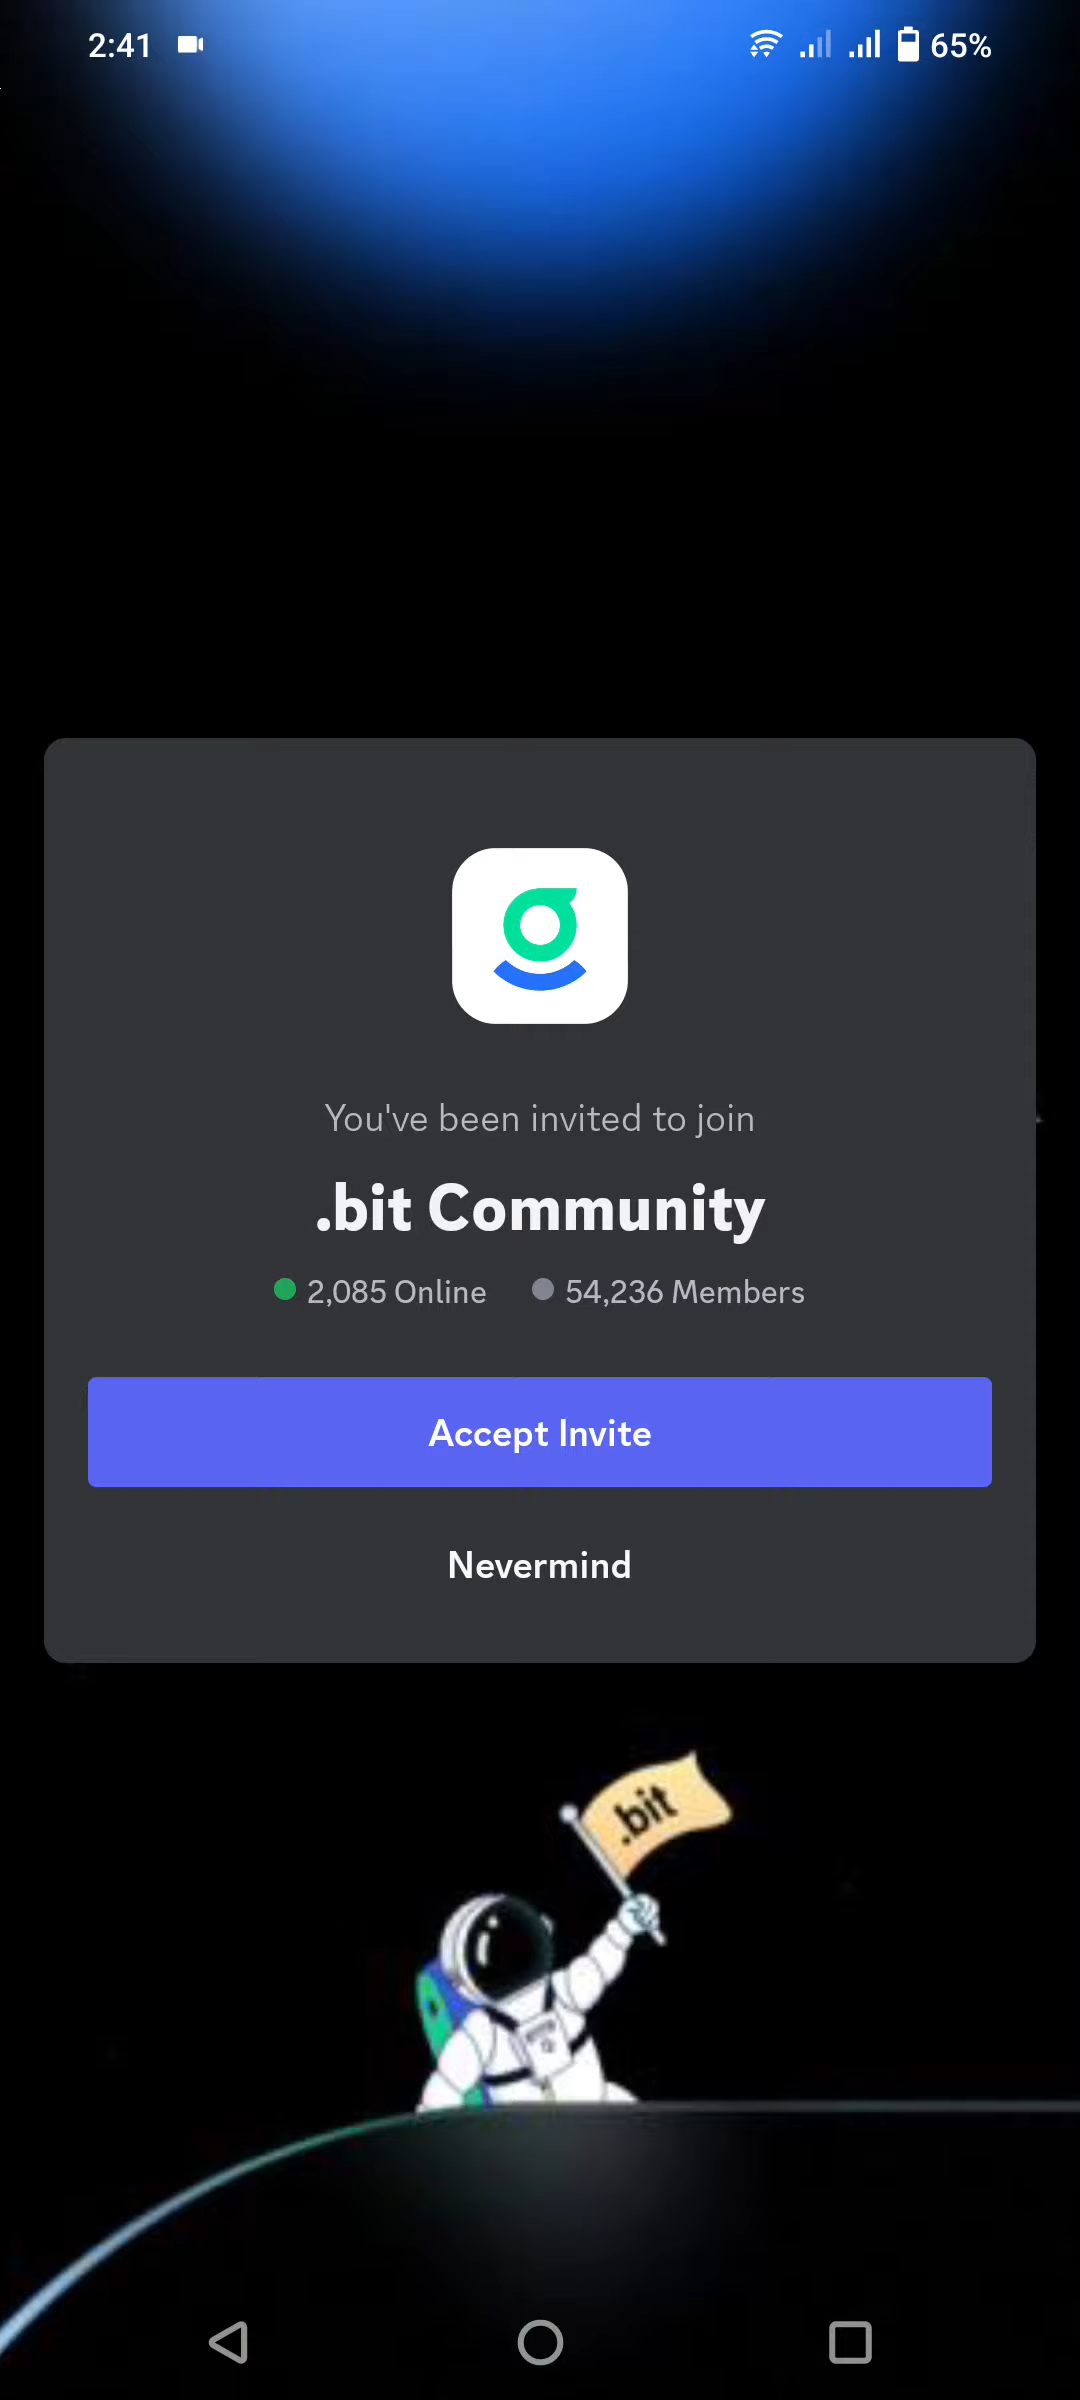 2:41
65%
You've been invited to join
.bit Community
2,085 Online
54,236 Members
Accept Invite
Nevermind
.bit